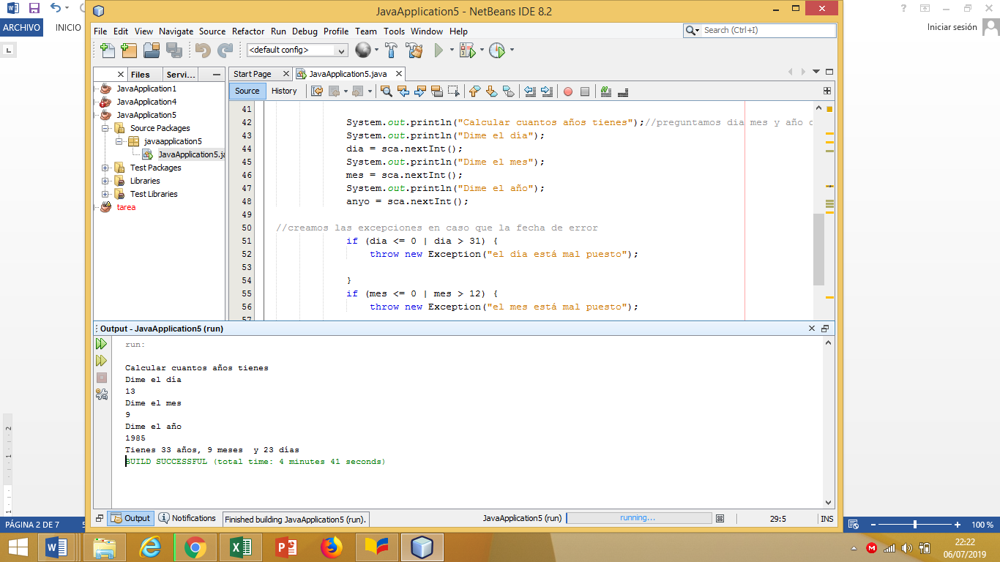 JavaApplication5 - NetBeans IDE 8.2
ARCHIVO INICIO
Iniciar sesión
File Edit View Navigate Source Refactor Run Debug Profile Team Tools Window Help
Search (Ctrl+I)
<default config>
Files Servi...
Start Page JavaApplication5.java
Source History
JavaApplication1
JavaApplication4
JavaApplication5
Source Packages
javaapplication5
JavaApplication5.ja
Test Packages
Libraries
Test Libraries
tarea
41
42 System.out.println("Calcular cuantos años tienes");//preguntamos dia mes y año
43 System.out.println("Dime el día");
44 dia = sca.nextInt();
45 System.out.println("Dime el mes");
46 mes = sca.nextInt();
47 System.out.println("Dime el año");
48 anyo = sca.nextInt();
49
50 //creamos las excepciones en caso que la fecha de error
51 if (dia <= 0 | dia > 31) {
52 throw new Exception("el día está mal puesto");
53
54 }
55 if (mes <= 0 | mes > 12) {
56 throw new Exception("el mes está mal puesto");
57
Output - JavaApplication5 (run)
run:
Calcular cuantos años tienes
Dime el día
13
Dime el mes
9
Dime el año
1985
Tienes 33 años, 9 meses  y 23 días
BUILD SUCCESSFUL (total time: 4 minutes 41 seconds)
Output Notifications Finished building JavaApplication5 (run). JavaApplication5 (run) running... 29:5 INS
PÁGINA 2 DE 7
100 %
22:22
06/07/2019